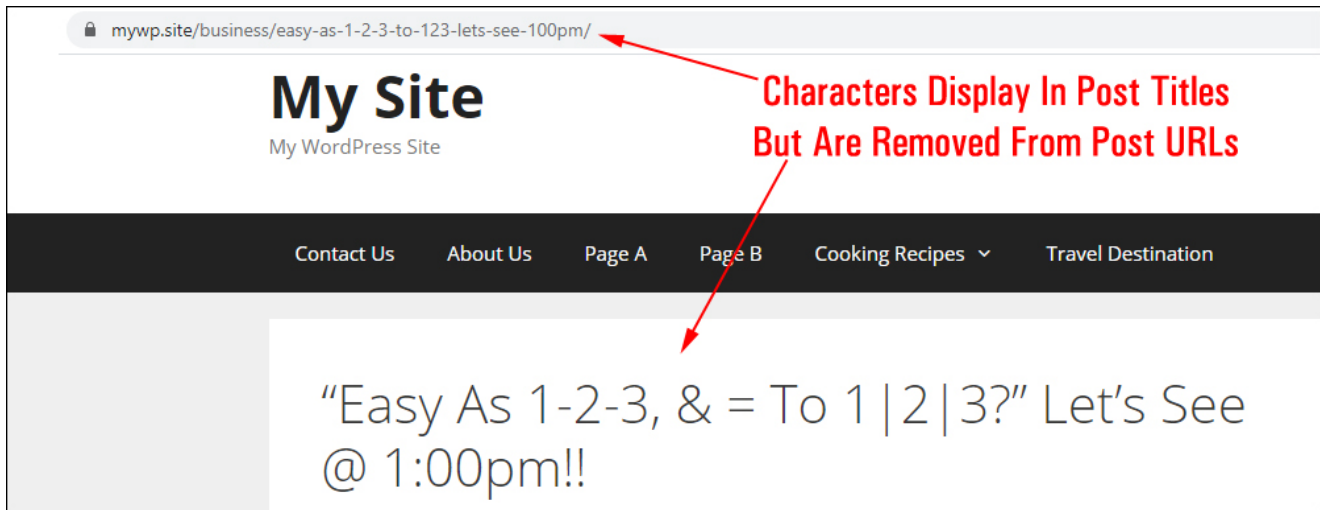 mywp.site/business/easy-as-1-2-3-to-123-lets-see-100pm/
My Site
My WordPress Site
Characters Display In Post Titles
But Are Removed From Post URLs
Contact Us About Us Page A Page B Cooking Recipes Travel Destination
“Easy As 1-2-3, & = To 1|2|3?” Let’s See
@ 1:00pm!!